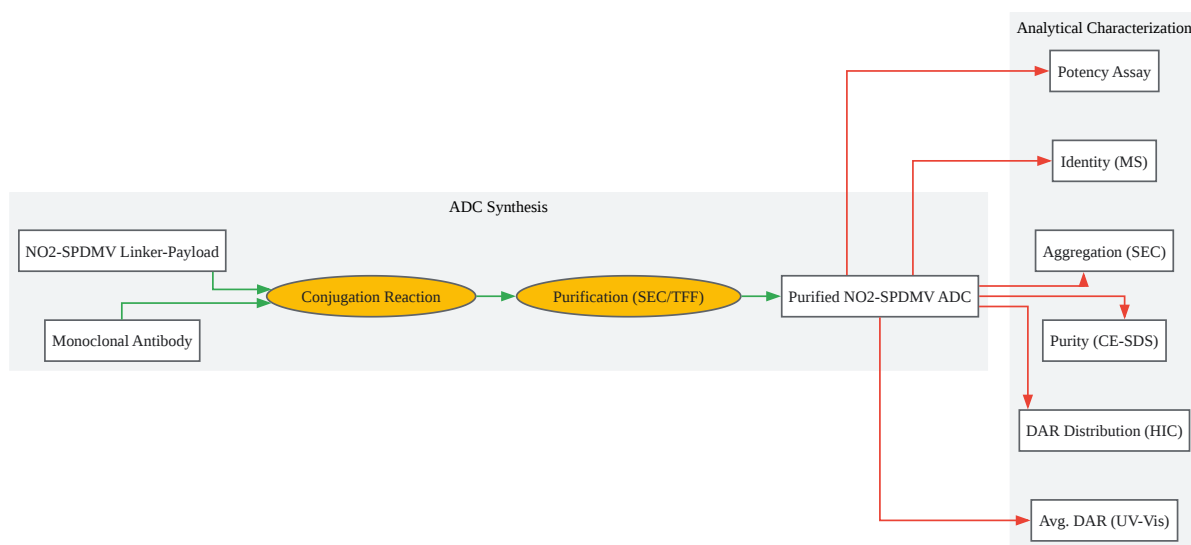 Analytical Characterization
Potency Assay
Identity (MS)
ADC Synthesis
NO2-SPDMV Linker-Payload
Aggregation (SEC)
Conjugation Reaction
Purification (SEC/TFF)
Purified NO2-SPDMV ADC
Monoclonal Antibody
Purity (CE-SDS)
DAR Distribution (HIC)
Avg. DAR (UV-Vis)